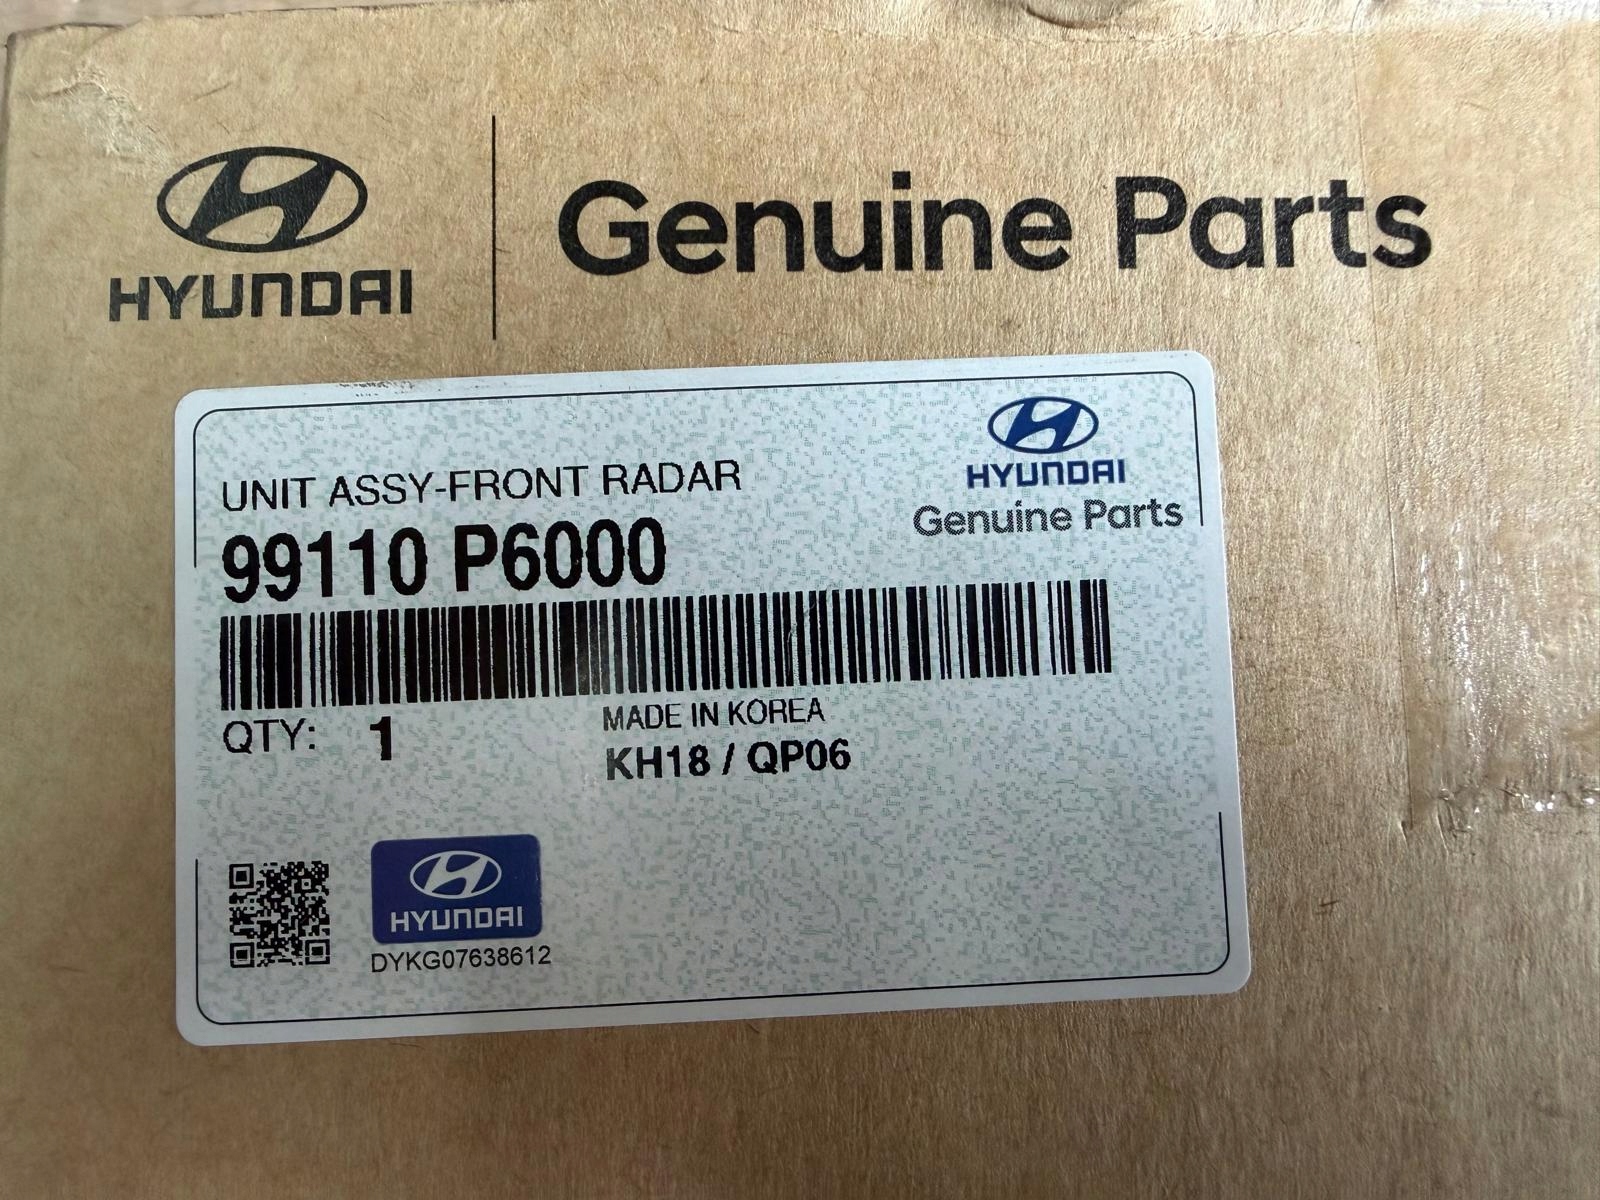 HYUNDAI
Genuine Parts
HYUNDAI
Genuine Parts
UNIT ASSY-FRONT RADAR
99110 P6000
QTY: 1
MADE IN KOREA
KH18 / QP06
HYUNDAI
DYKG07638612